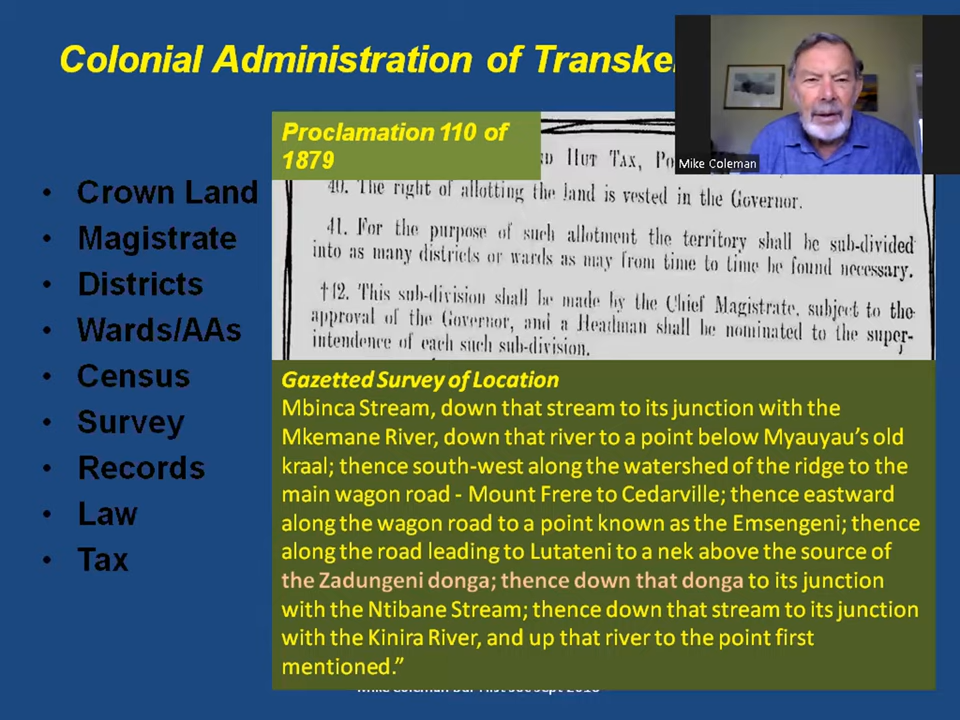 Colonial Administration of Transkei
Mike Coleman
Proclamation 110 of
1879
HUT TAX,
40. The right of allotting the land is vested in the Governor.
41. For the purpose of such allotment the territory shall be sub-divided
into as many districts or wards as may from time to time be found necessary.
†42. This sub-division shall be made by the Chief Magistrate, subject to the
approval of the Governor, and a Headman shall be nominated to the super-
intendence of each such sub-division.
• Crown Land
• Magistrate
• Districts
• Wards/AAs
• Census
• Survey
• Records
• Law
• Tax
Gazetted Survey of Location
Mbinca Stream, down that stream to its junction with the
Mkemane River, down that river to a point below Myauyau’s old
kraal; thence south-west along the watershed of the ridge to the
main wagon road - Mount Frere to Cedarville; thence eastward
along the wagon road to a point known as the Emsengeni; thence
along the road leading to Lutateni to a nek above the source of
the Zadungeni donga; thence down that donga to its junction
with the Ntibane Stream; thence down that stream to its junction
with the Kinira River, and up that river to the point first
mentioned.”